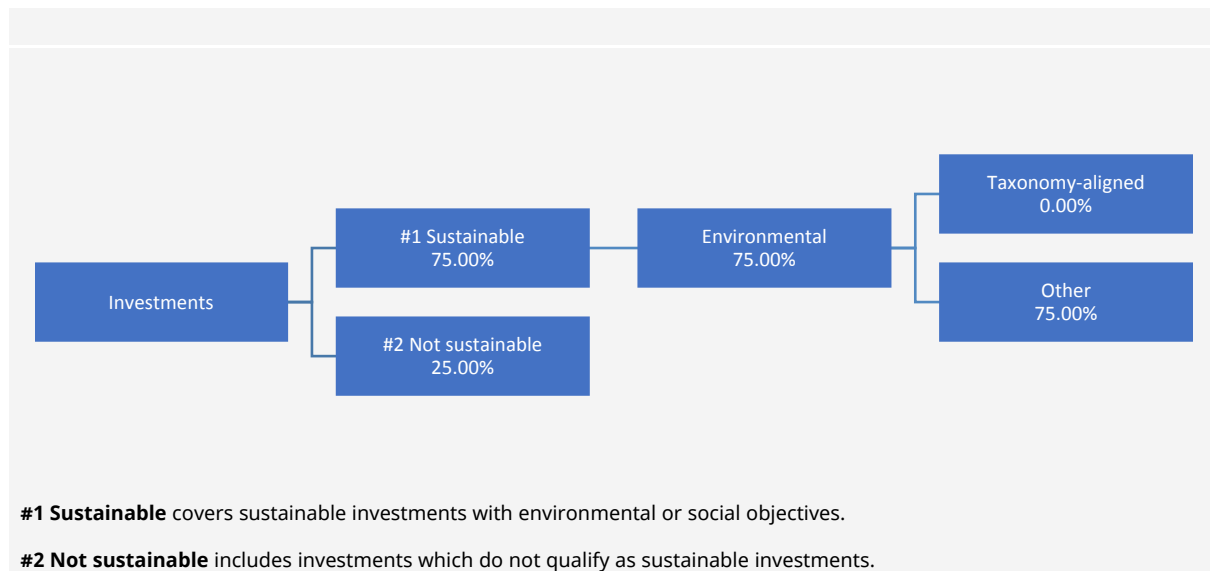 Investments
#1 Sustainable
75.00%
#2 Not sustainable
25.00%
Environmental
75.00%
Taxonomy-aligned
0.00%
Other
75.00%
#1 Sustainable covers sustainable investments with environmental or social objectives.
#2 Not sustainable includes investments which do not qualify as sustainable investments.